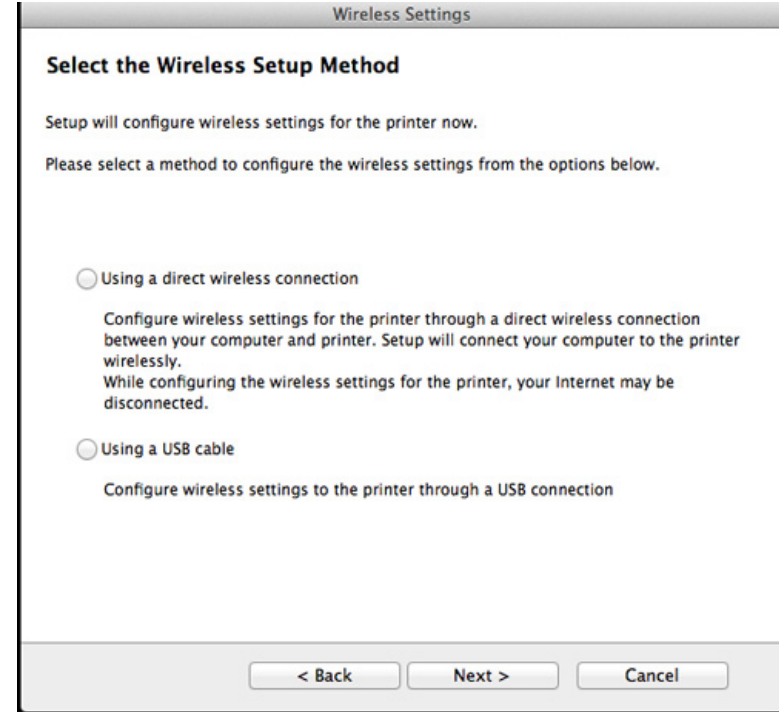 Wireless Settings
Select the Wireless Setup Method
Setup will configure wireless settings for the printer now.
Please select a method to configure the wireless settings from the options below.
Using a direct wireless connection
Configure wireless settings for the printer through a direct wireless connection
between your computer and printer. Setup will connect your computer to the printer
wirelessly.
While configuring the wireless settings for the printer, your Internet may be
disconnected.
Using a USB cable
Configure wireless settings to the printer through a USB connection
< Back
Next >
Cancel